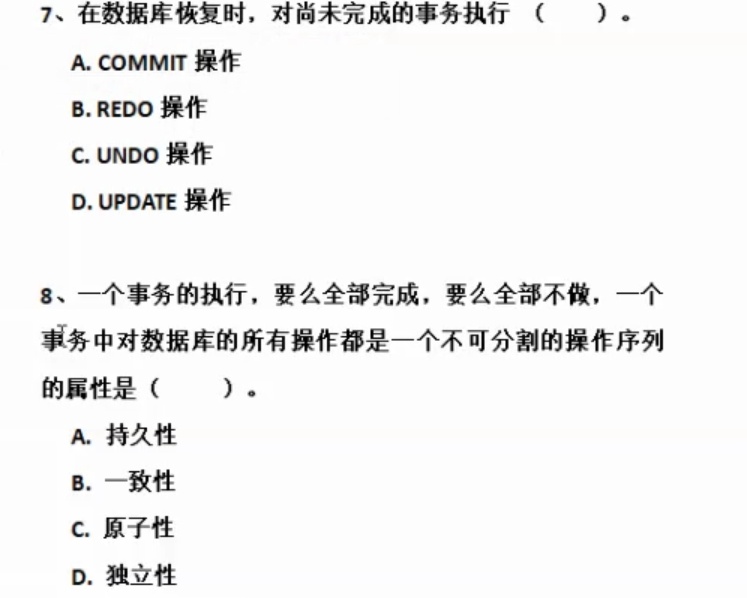 7、在数据库恢复时，对尚未完成的事务执行 （      ）。
A. COMMIT 操作
B. REDO 操作
C. UNDO 操作
D. UPDATE 操作
8、一个事务的执行，要么全部完成，要么全部不做，一个
事务中对数据库的所有操作都是一个不可分割的操作序列
的属性是（      ）。
A. 持久性
B. 一致性
C. 原子性
D. 独立性